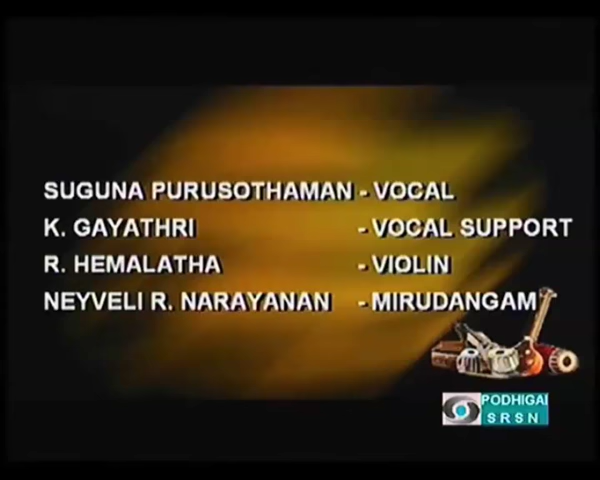 SUGUNA PURUSOTHAMAN - VOCAL
K. GAYATHRI - VOCAL SUPPORT
R. HEMALATHA - VIOLIN
NEYVELI R. NARAYANAN - MIRUDANGAM
PODHIGAI
SRSN